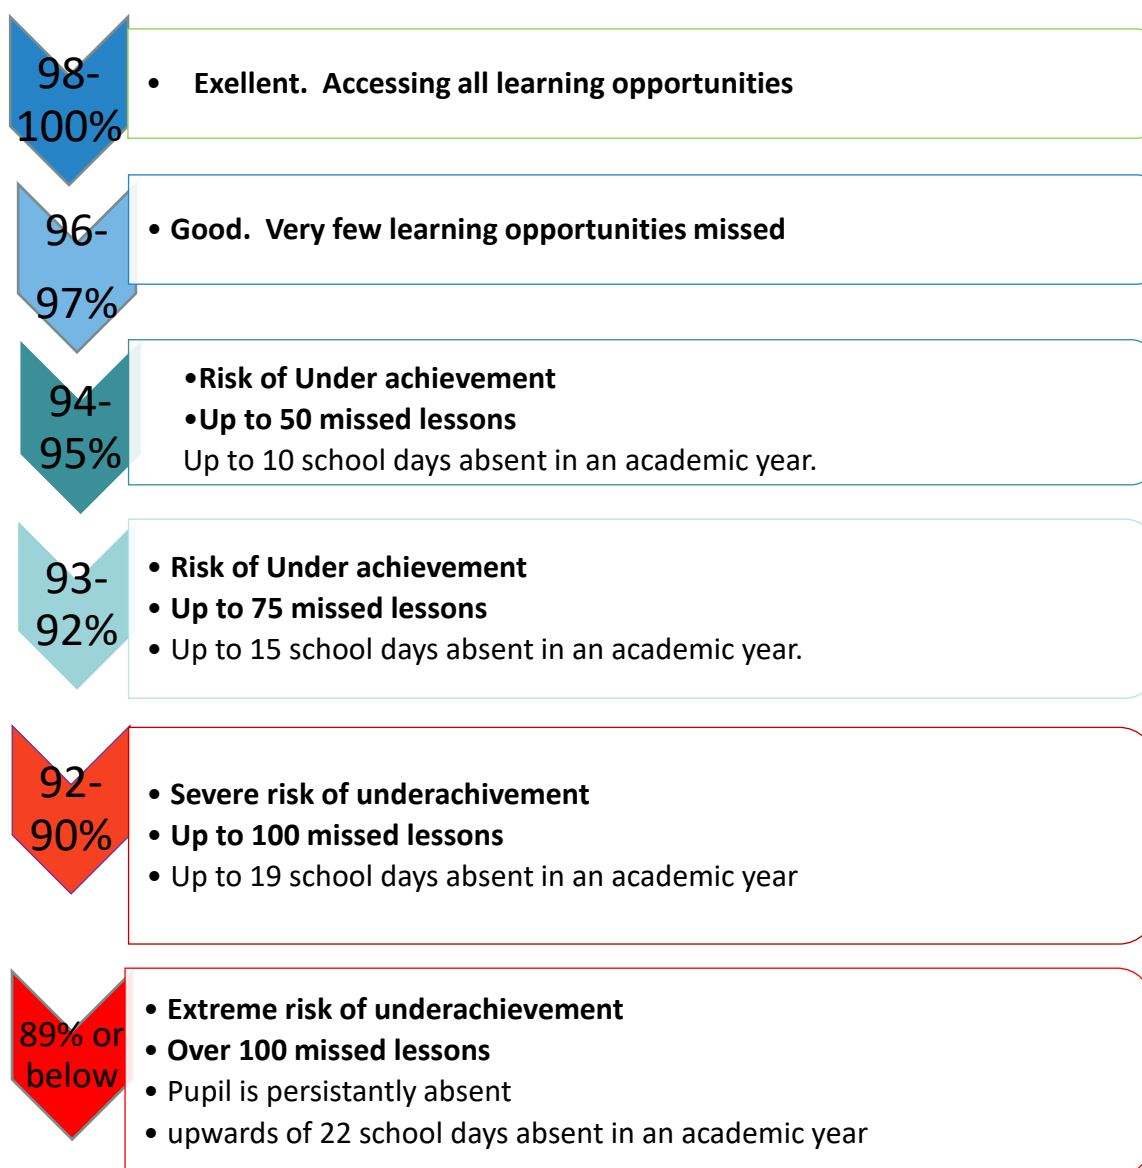 98-
100%
• Exellent. Accessing all learning opportunities
96-
97%
• Good. Very few learning opportunities missed
94-
95%
•Risk of Under achievement
•Up to 50 missed lessons
Up to 10 school days absent in an academic year.
93-
92%
• Risk of Under achievement
• Up to 75 missed lessons
• Up to 15 school days absent in an academic year.
92-
90%
• Severe risk of underachivement
• Up to 100 missed lessons
• Up to 19 school days absent in an academic year
89% or
below
• Extreme risk of underachievement
• Over 100 missed lessons
• Pupil is persistantly absent
• upwards of 22 school days absent in an academic year